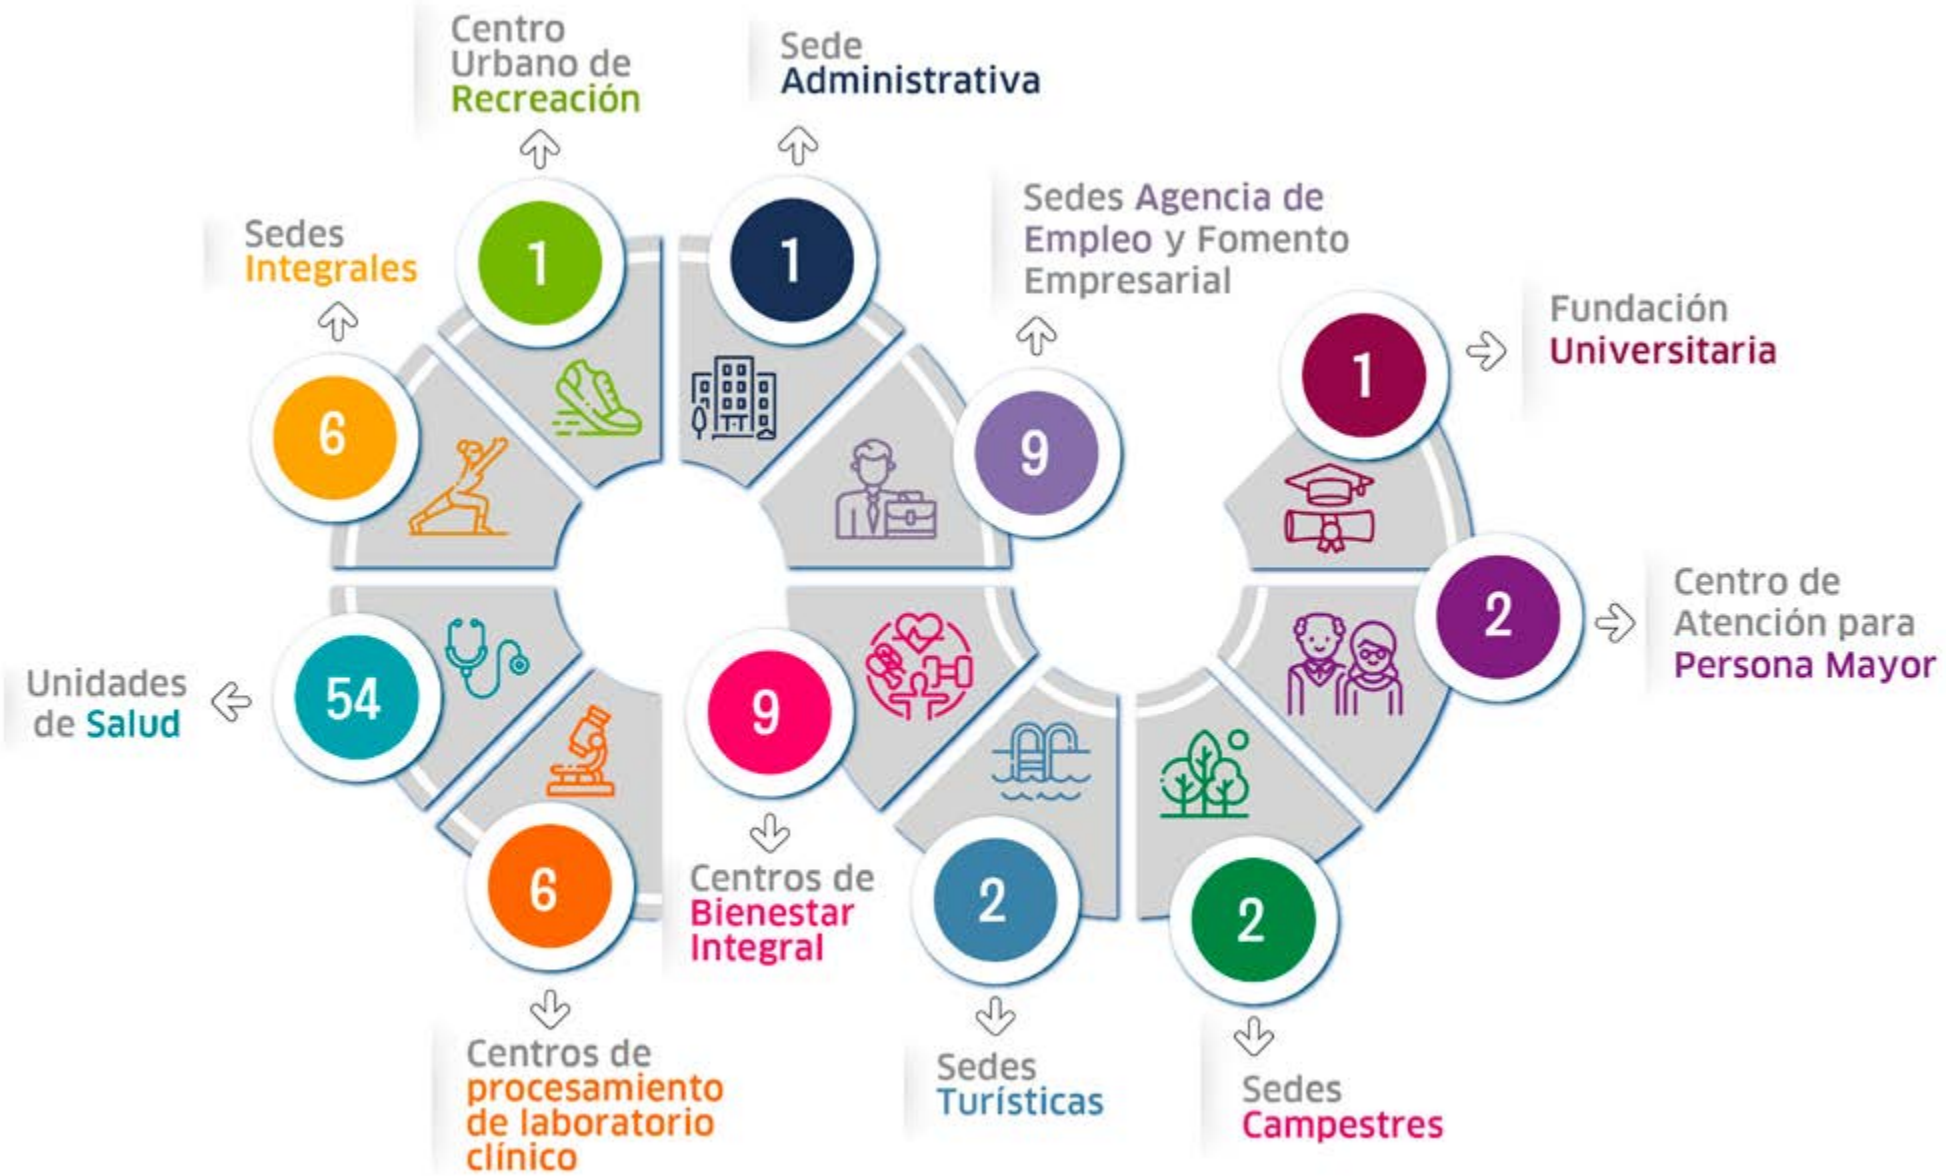 Centro
Urbano de
Recreación
1
Sede
Administrativa
1
Sedes Agencia de
Empleo y Fomento
Empresarial
9
Sedes
Integrales
6
Fundación
Universitaria
1
Centro de
Atención para
Persona Mayor
2
Unidades
de Salud
54
6
Centros de
procesamiento
de laboratorio
clínico
9
Centros de
Bienestar
Integral
2
Sedes
Turísticas
2
Sedes
Campestres